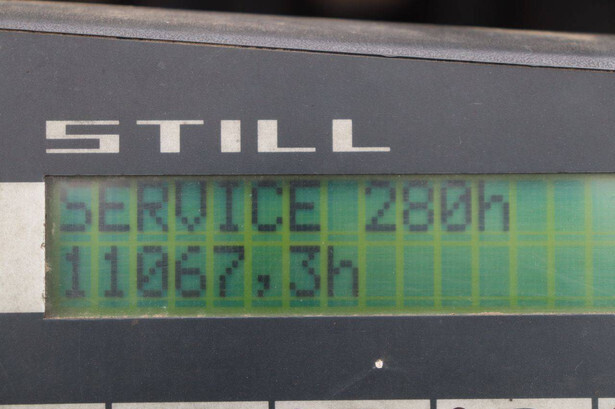 STILL
SERVICE 280h
11067,3h